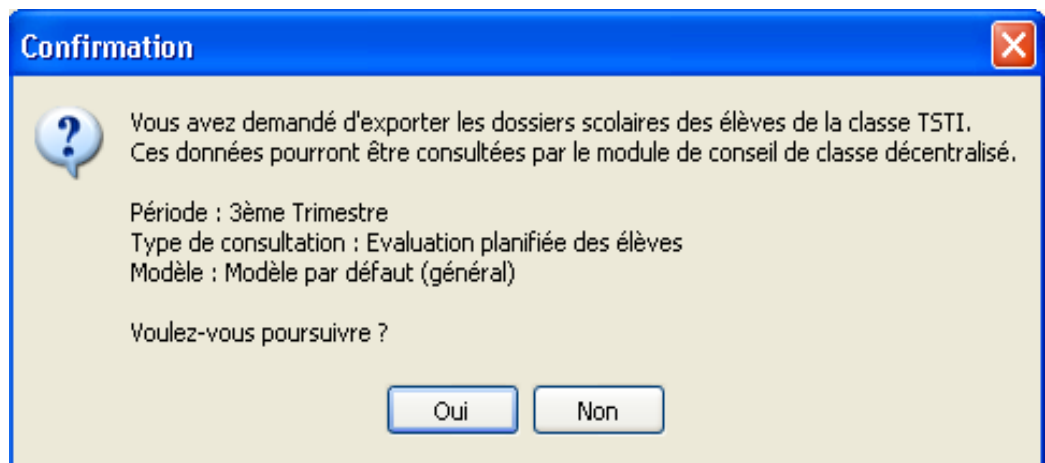 Confirmation
Vous avez demandé d'exporter les dossiers scolaires des élèves de la classe TSTI.
Ces données pourront être consultées par le module de conseil de classe décentralisé.
Période : 3ème Trimestre
Type de consultation : Evaluation planifiée des élèves
Modèle : Modèle par défaut (général)
Voulez-vous poursuivre ?
Oui Non